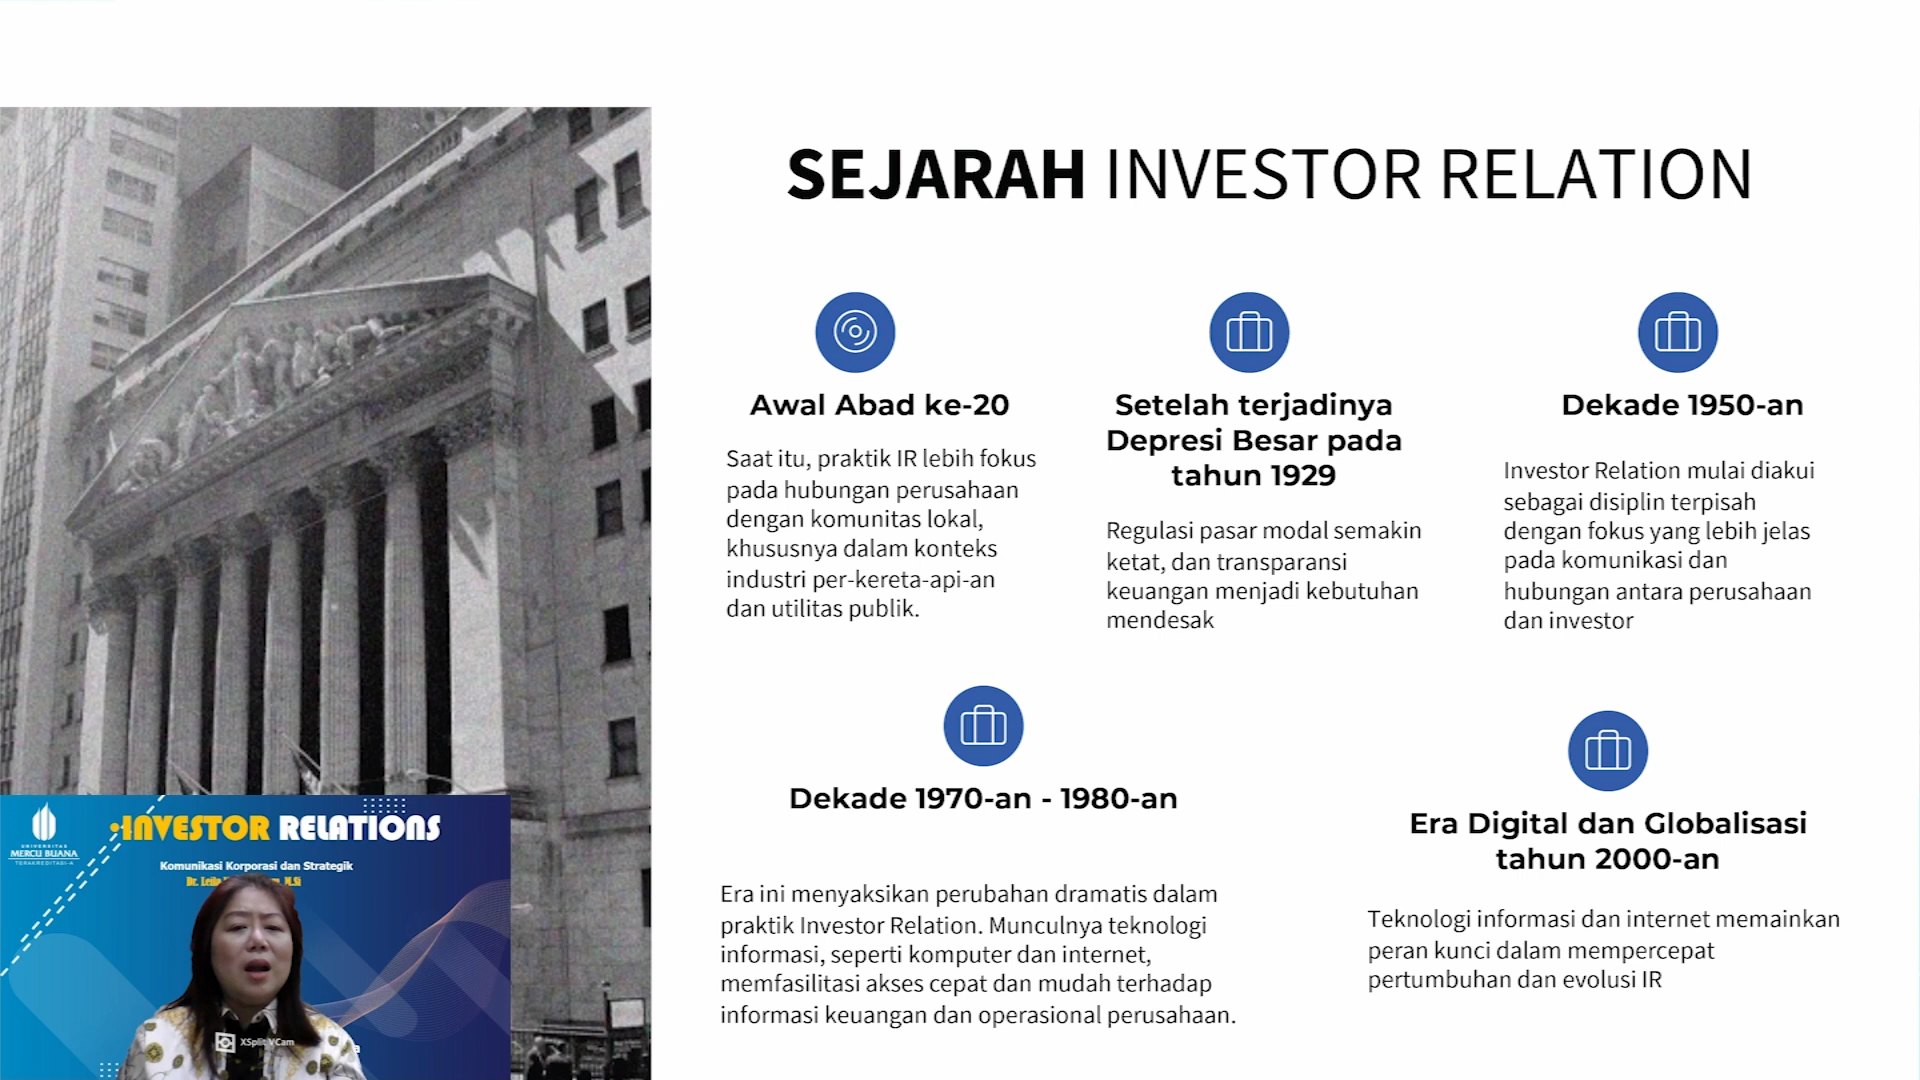 SEJARAH INVESTOR RELATION
Awal Abad ke-20
Saat itu, praktik IR lebih fokus
pada hubungan perusahaan
dengan komunitas lokal,
khususnya dalam konteks
industri per-kereta-api-an
dan utilitas publik.
Setelah terjadinya
Depresi Besar pada
tahun 1929
Regulasi pasar modal semakin
ketat, dan transparansi
keuangan menjadi kebutuhan
mendesak
Dekade 1950-an
Investor Relation mulai diakui
sebagai disiplin terpisah
dengan fokus yang lebih jelas
pada komunikasi dan
hubungan antara perusahaan
dan investor
Dekade 1970-an - 1980-an
Era ini menyaksikan perubahan dramatis dalam
praktik Investor Relation. Munculnya teknologi
informasi, seperti komputer dan internet,
memfasilitasi akses cepat dan mudah terhadap
informasi keuangan dan operasional perusahaan.
Era Digital dan Globalisasi
tahun 2000-an
Teknologi informasi dan internet memainkan
peran kunci dalam mempercepat
pertumbuhan dan evolusi IR
UNIVERSITAS
MERCU BUANA
TERAKREDITASI-A
INVESTOR RELATIONS
Komunikasi Korporasi dan Strategik
Dr. M.Si
XSplit VCam